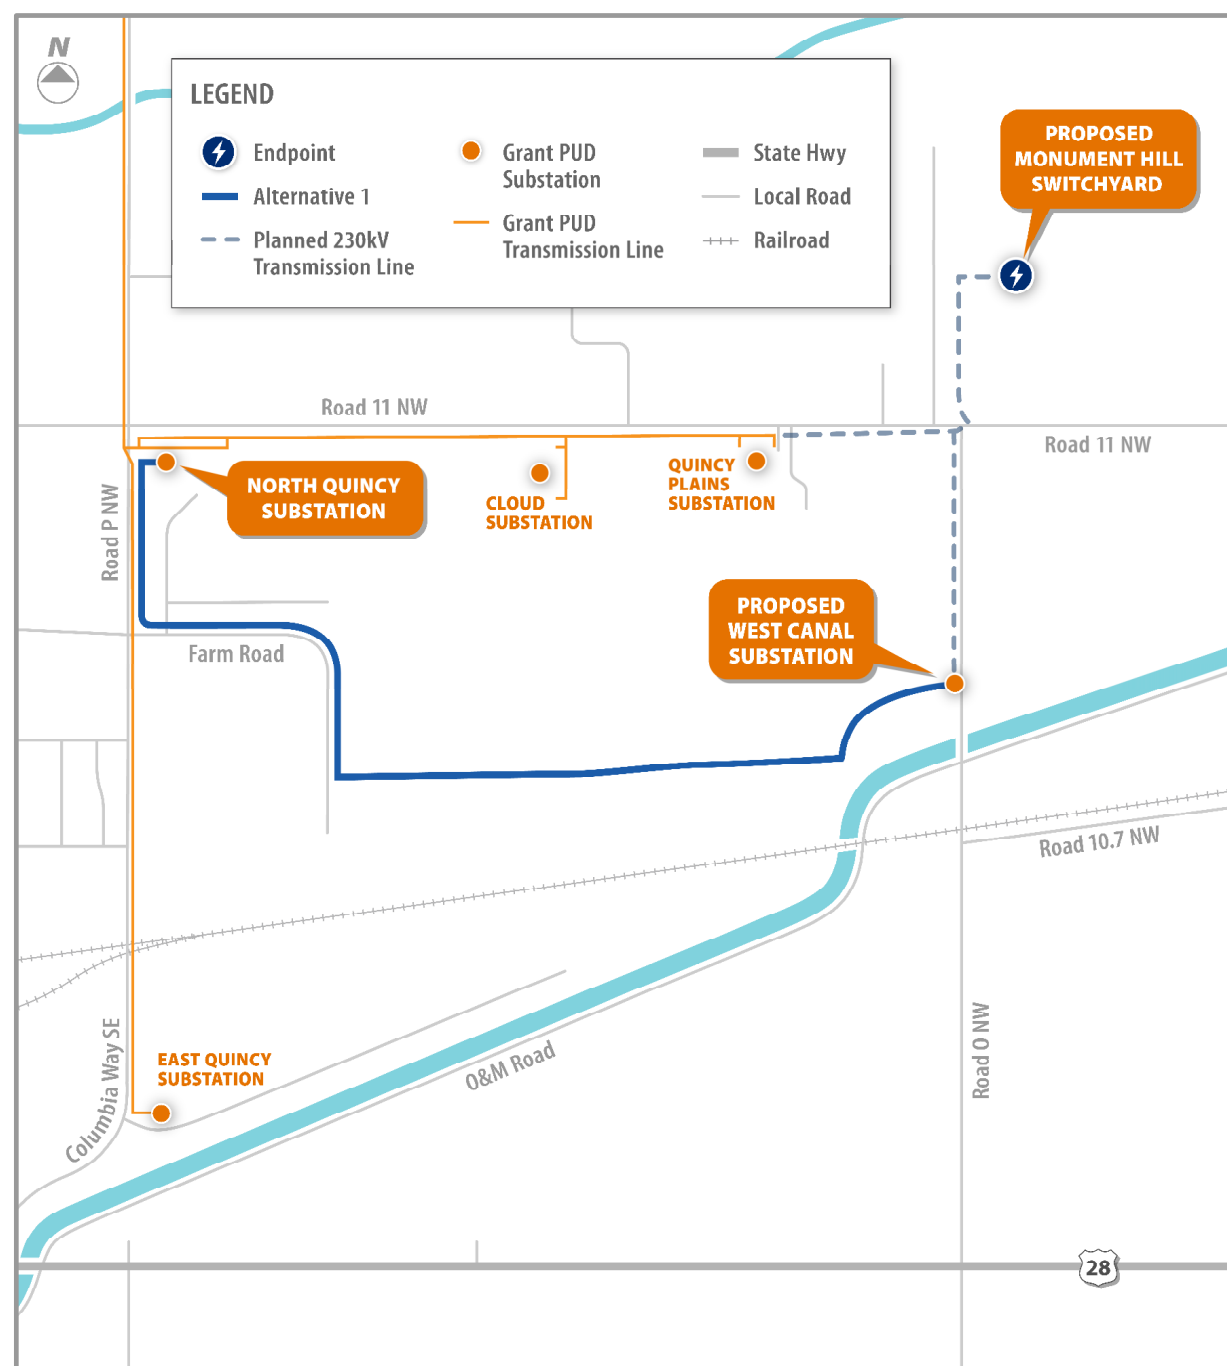 N
LEGEND
Endpoint
Alternative 1
Planned 230kV
Transmission Line
Grant PUD
Substation
Grant PUD
Transmission Line
State Hwy
Local Road
Railroad
PROPOSED
MONUMENT HILL
SWITCHYARD
Road 11 NW
Road 11 NW
NORTH QUINCY
SUBSTATION
CLOUD
SUBSTATION
QUINCY
PLAINS
SUBSTATION
Road P NW
PROPOSED
WEST CANAL
SUBSTATION
Farm Road
Road 10.7 NW
Columbia Way SE
EAST QUINCY
SUBSTATION
O&M Road
Road O NW
28